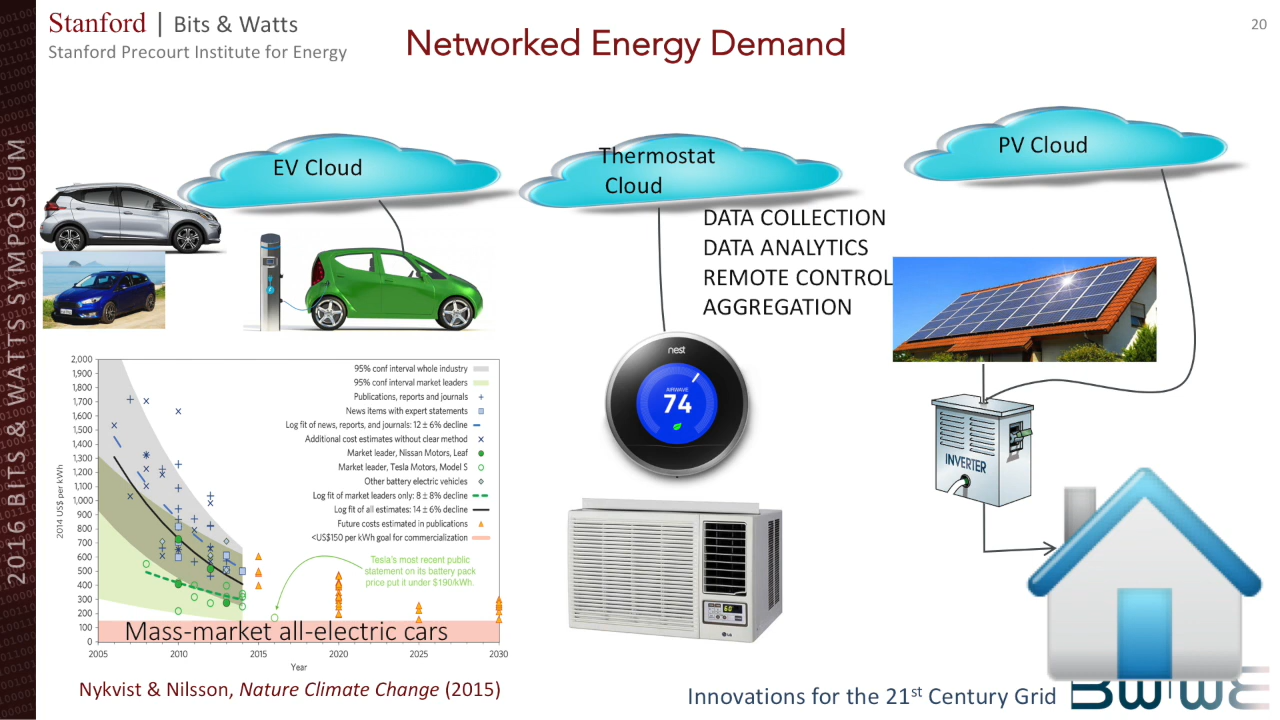 Stanford | Bits & Watts
Stanford Precourt Institute for Energy
Networked Energy Demand
20
2016 BITS & WATTS SYMPOSIUM
EV Cloud
Thermostat
Cloud
PV Cloud
DATA COLLECTION
DATA ANALYTICS
REMOTE CONTROL
AGGREGATION
nest
AIRWAVE
74
INVERTER
60
LG
2,000
1,900
1,800
1,700
1,600
1,500
1,400
1,300
1,200
1,100
1,000
900
800
700
600
500
400
300
200
100
0
2014 US$ per kWh
95% conf interval whole industry
95% conf interval market leaders
Publications, reports and journals
News items with expert statements
Log fit of news, reports, and journals: 12 ± 6% decline
Additional cost estimates without clear method
Market leader, Nissan Motors, Leaf
Market leader, Tesla Motors, Model S
Other battery electric vehicles
Log fit of market leaders only: 8 ± 8% decline
Log fit of all estimates: 14 ± 6% decline
Future costs estimated in publications
<US$150 per kWh goal for commercialization
Tesla's most recent public
statement on its battery pack
price put it under $190/kWh.
Mass-market all-electric cars
2005 2010 2015 2020 2025 2030
Year
Nykvist & Nilsson, Nature Climate Change (2015)
Innovations for the 21st Century Grid